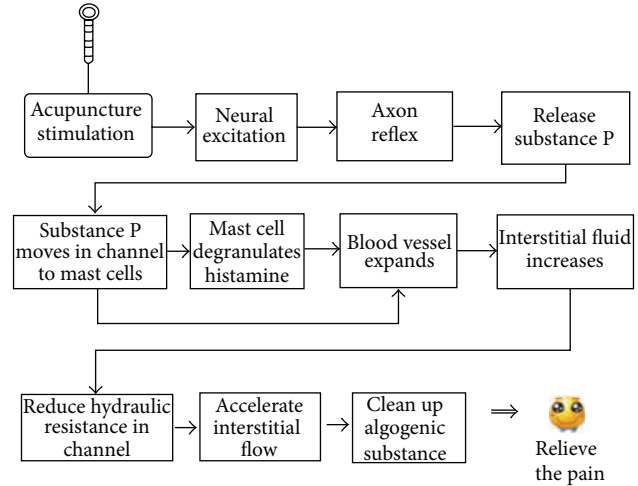 Acupuncture
stimulation
Neural
excitation
Axon
reflex
Release
substance P
Substance P
moves in channel
to mast cells
Mast cell
degranulates
histamine
Blood vessel
expands
Interstitial fluid
increases
Reduce hydraulic
resistance in
channel
Accelerate
interstitial
flow
Clean up
algogenic
substance
Relieve
the pain